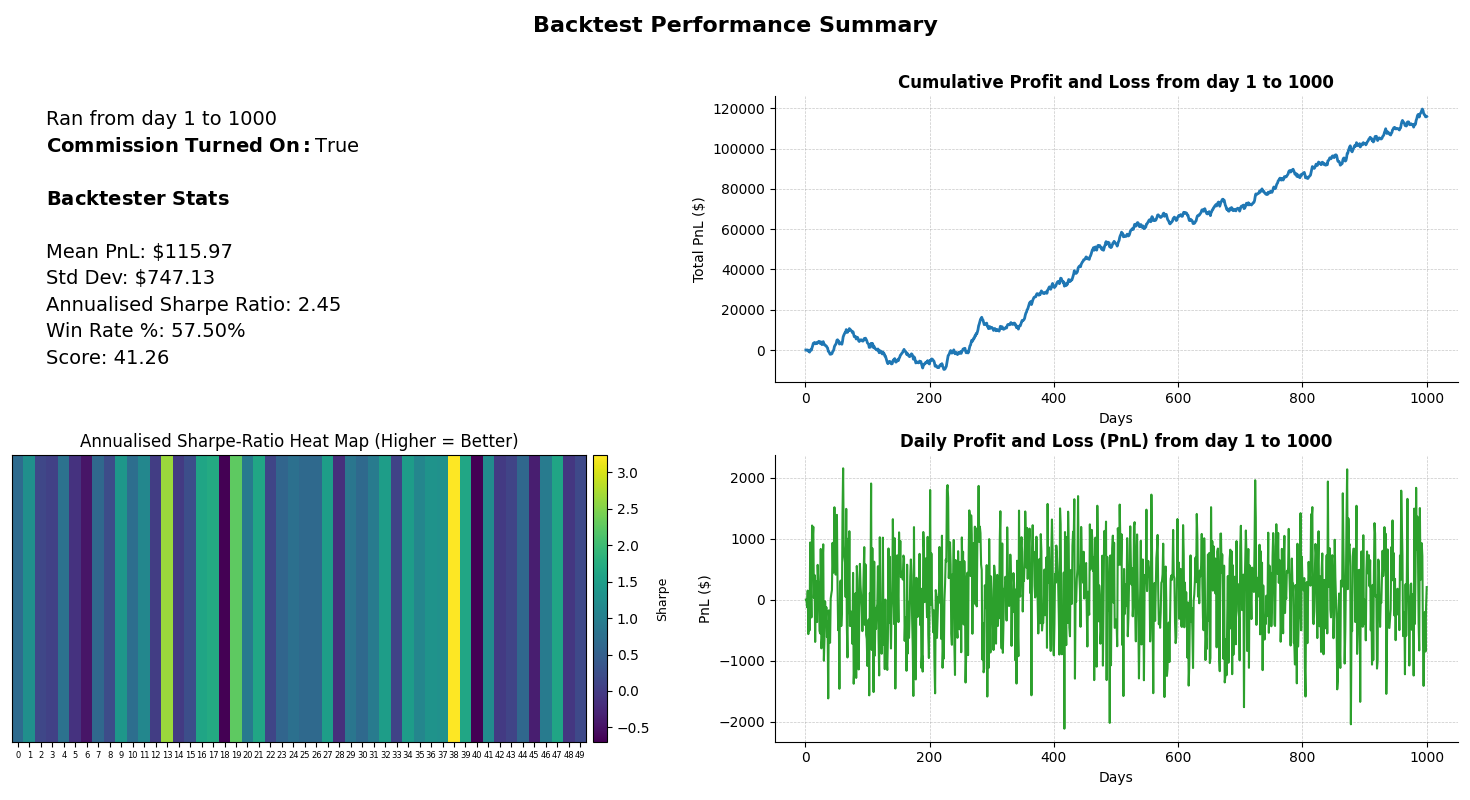 Backtest Performance Summary
Ran from day 1 to 1000
Commission Turned On: True
Backtester Stats
Mean PnL: $115.97
Std Dev: $747.13
Annualised Sharpe Ratio: 2.45
Win Rate %: 57.50%
Score: 41.26
Cumulative Profit and Loss from day 1 to 1000
Total PnL ($)
120000
100000
80000
60000
40000
20000
0
0 200 400 600 800 1000
Days
Annualised Sharpe-Ratio Heat Map (Higher = Better)
3.0
2.5
2.0
1.5
1.0
0.5
0.0
−0.5
Sharpe
0 1 2 3 4 5 6 7 8 9 10 11 12 13 14 15 16 17 18 19 20 21 22 23 24 25 26 27 28 29 30 31 32 33 34 35 36 37 38 39 40 41 42 43 44 45 46 47 48 49
Daily Profit and Loss (PnL) from day 1 to 1000
PnL ($)
2000
1000
0
−1000
−2000
0 200 400 600 800 1000
Days